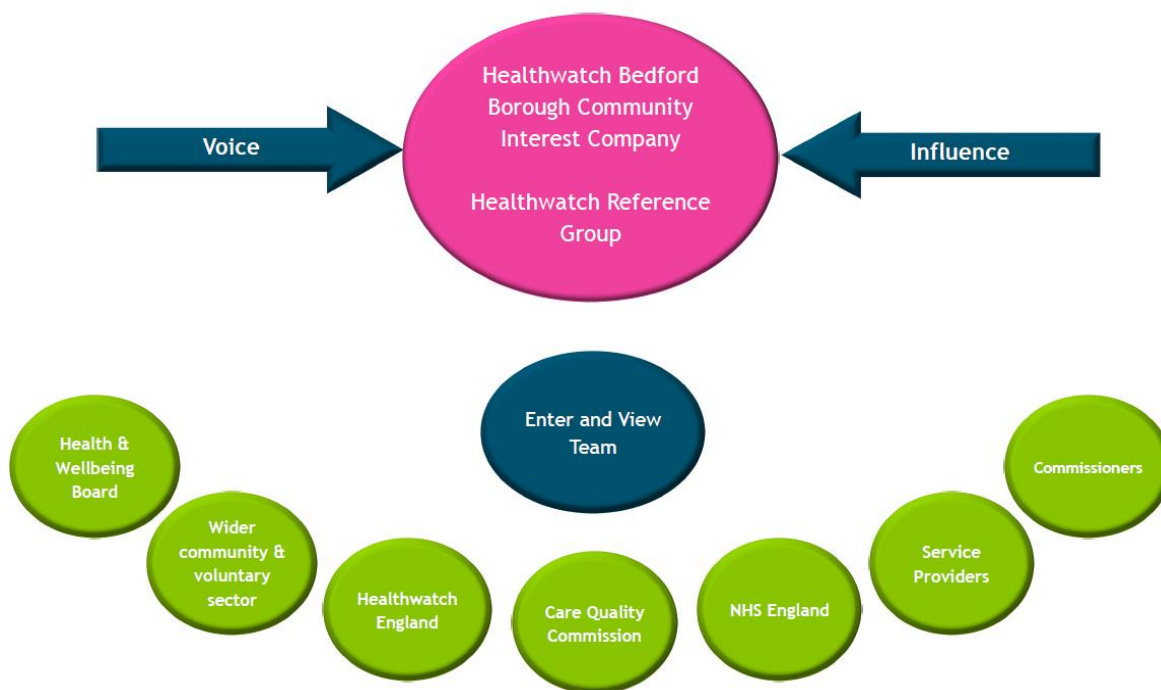 Healthwatch Bedford
Borough Community
Interest Company
Healthwatch Reference
Group
Voice
Influence
Enter and View
Team
Health &
Wellbeing
Board
Wider
community &
voluntary
sector
Healthwatch
England
Care Quality
Commission
NHS England
Service
Providers
Commissioners